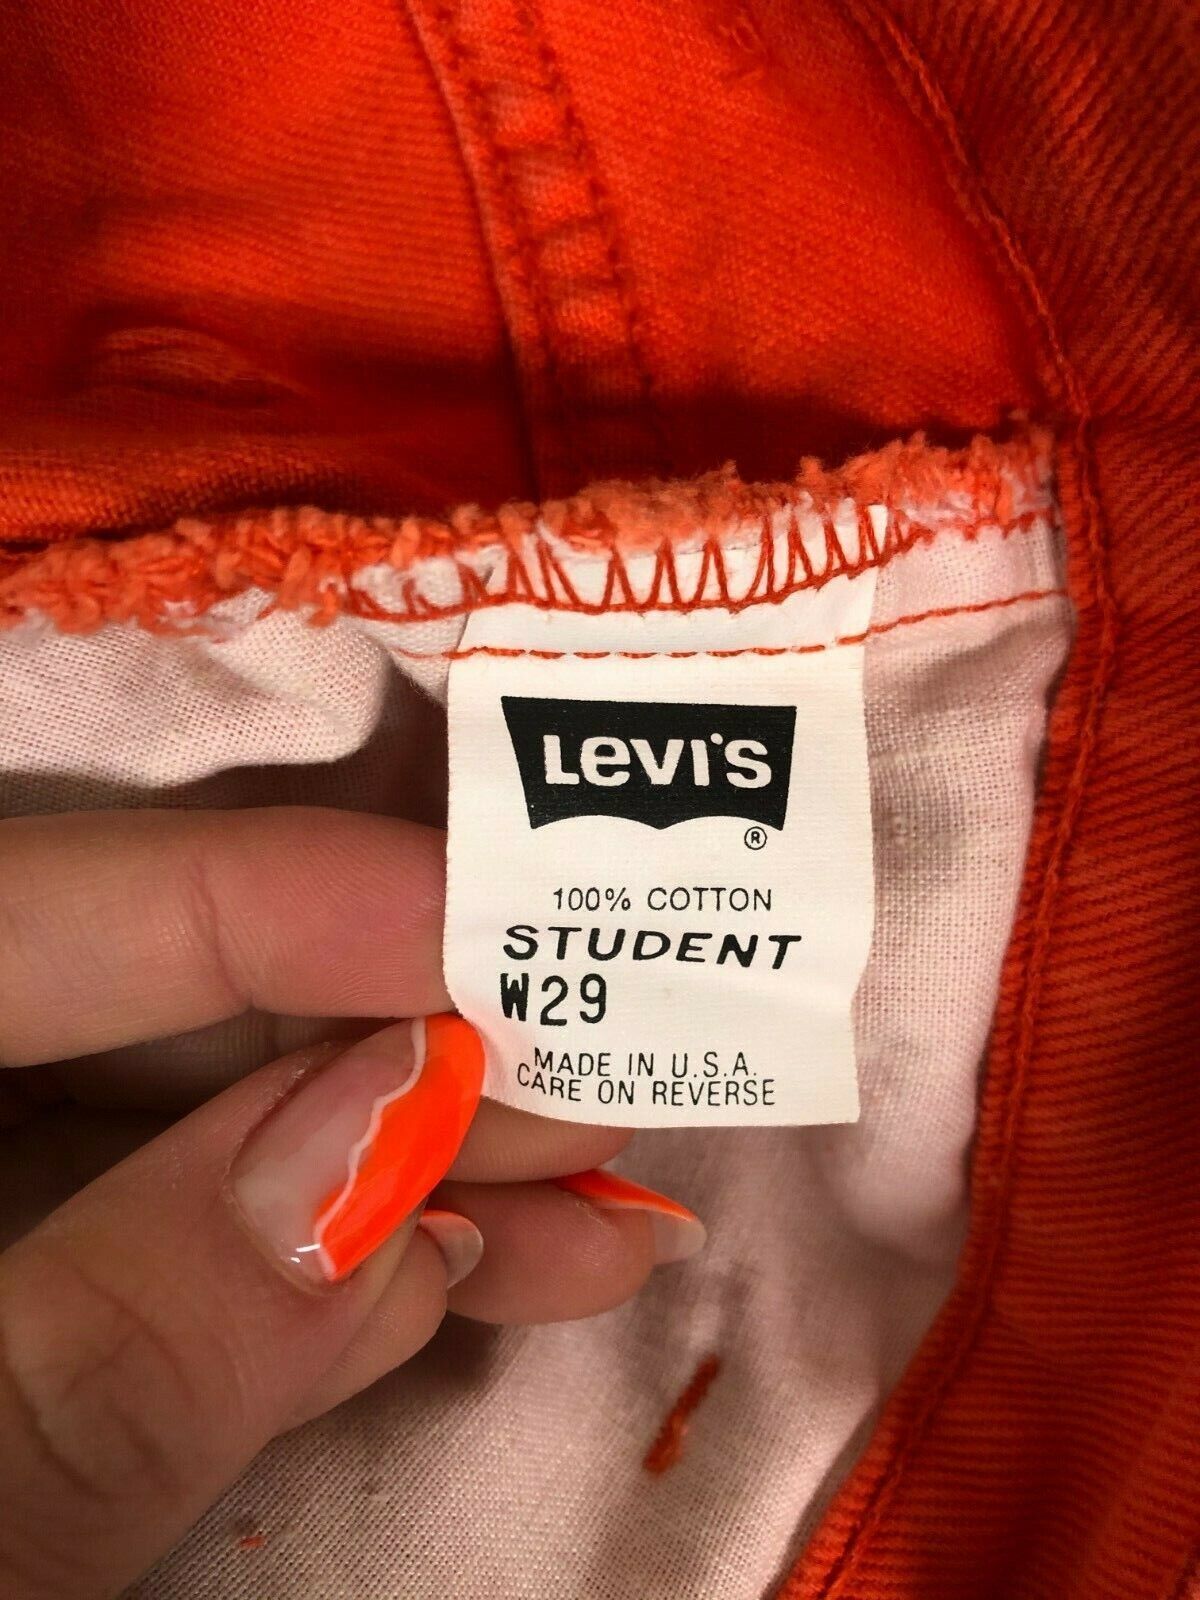 Levi's
®
100% COTTON
STUDENT
W29
MADE IN U.S.A.
CARE ON REVERSE